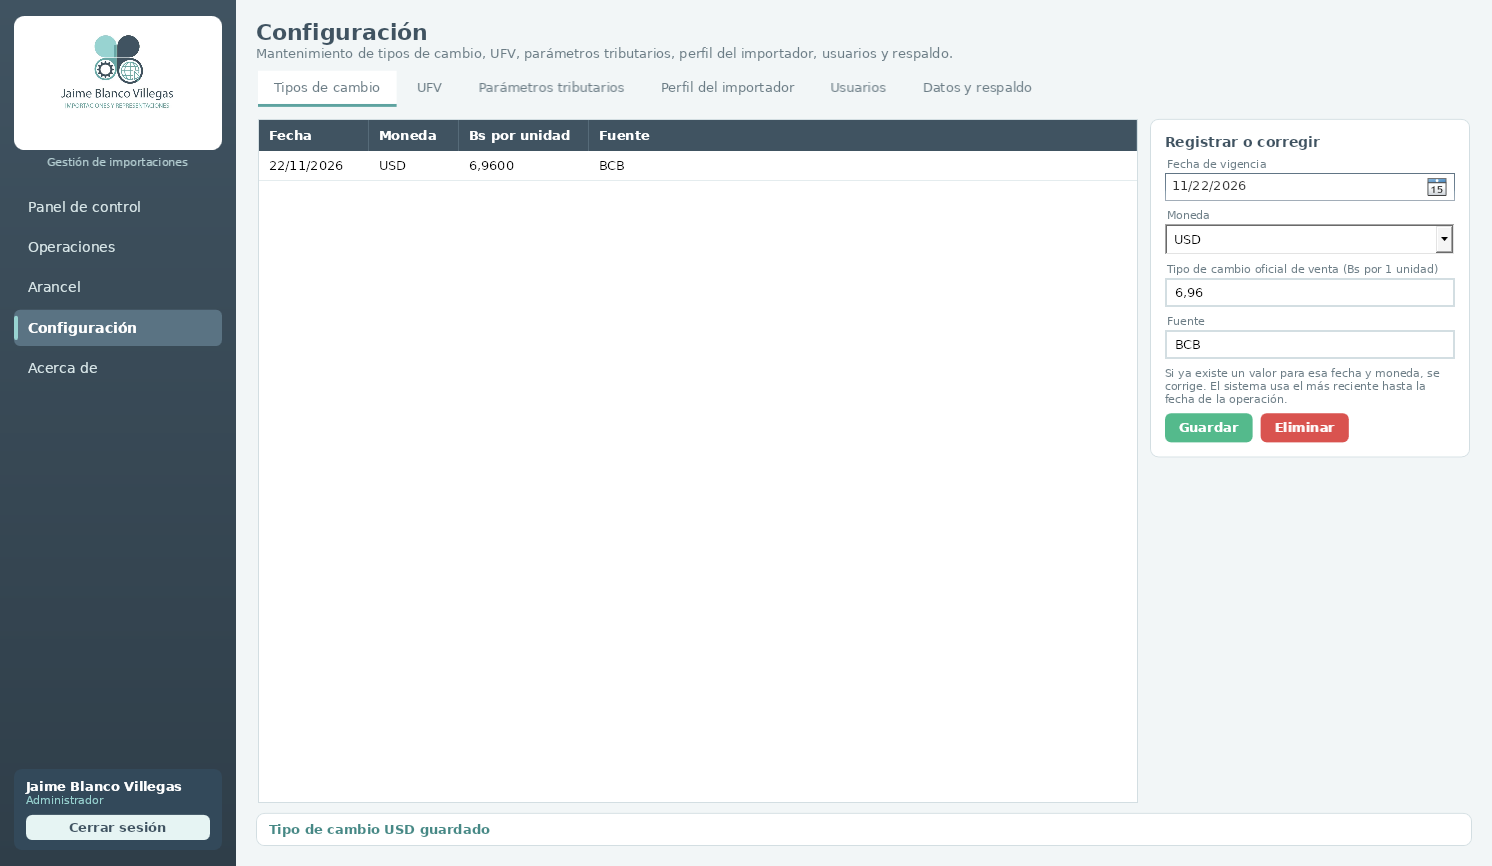 Jaime Blanco Villegas
IMPORTACIONES Y REPRESENTACIONES
Gestión de importaciones
Panel de control
Operaciones
Arancel
Configuración
Acerca de
Jaime Blanco Villegas
Administrador
Cerrar sesión
Configuración
Mantenimiento de tipos de cambio, UFV, parámetros tributarios, perfil del importador, usuarios y respaldo.
Tipos de cambio UFV Parámetros tributarios Perfil del importador Usuarios Datos y respaldo
Fecha Moneda Bs por unidad Fuente
22/11/2026 USD 6,9600 BCB
Registrar o corregir
Fecha de vigencia
11/22/2026 15
Moneda
USD
Tipo de cambio oficial de venta (Bs por 1 unidad)
6,96
Fuente
BCB
Si ya existe un valor para esa fecha y moneda, se
corrige. El sistema usa el más reciente hasta la
fecha de la operación.
Guardar Eliminar
Tipo de cambio USD guardado